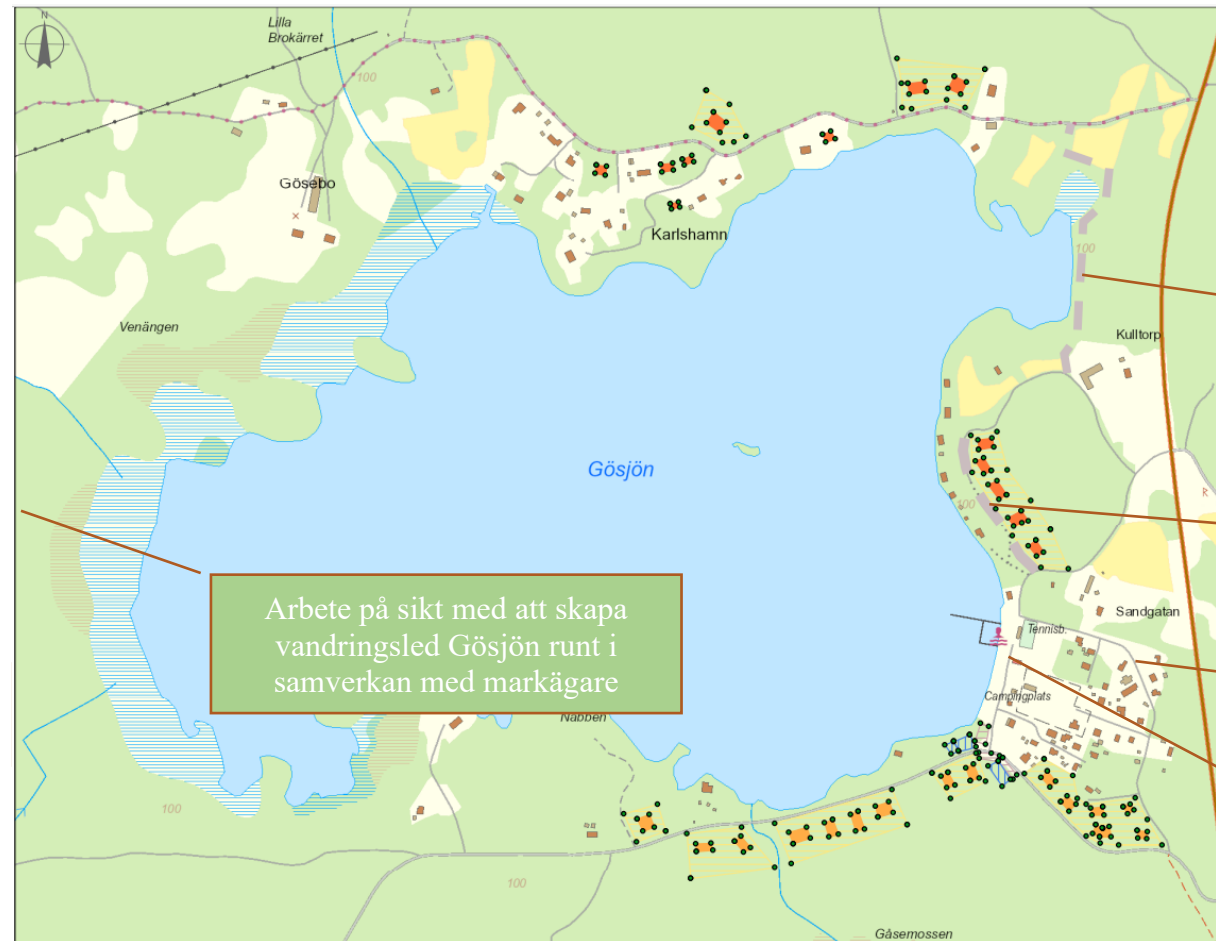 N
Lilla
Brokärret
100
Gösebo
Karlshamn
100
Venängen
Kulltorp
Gösjön
R
100
Arbete på sikt med att skapa
vandringsled Gösjön runt i
samverkan med markägare
Sandgatan
Tennisb.
Campingplats
Nabben
100
100
Gåsemossen